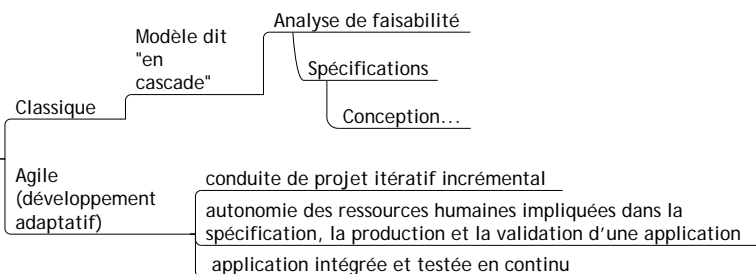 Analyse de faisabilité
Modèle dit
"en
cascade"
Spécifications
Conception...
Classique
Agile
(développement
adaptatif)
conduite de projet itératif incrémental
autonomie des ressources humaines impliquées dans la
spécification, la production et la validation d'une application
application intégrée et testée en continu